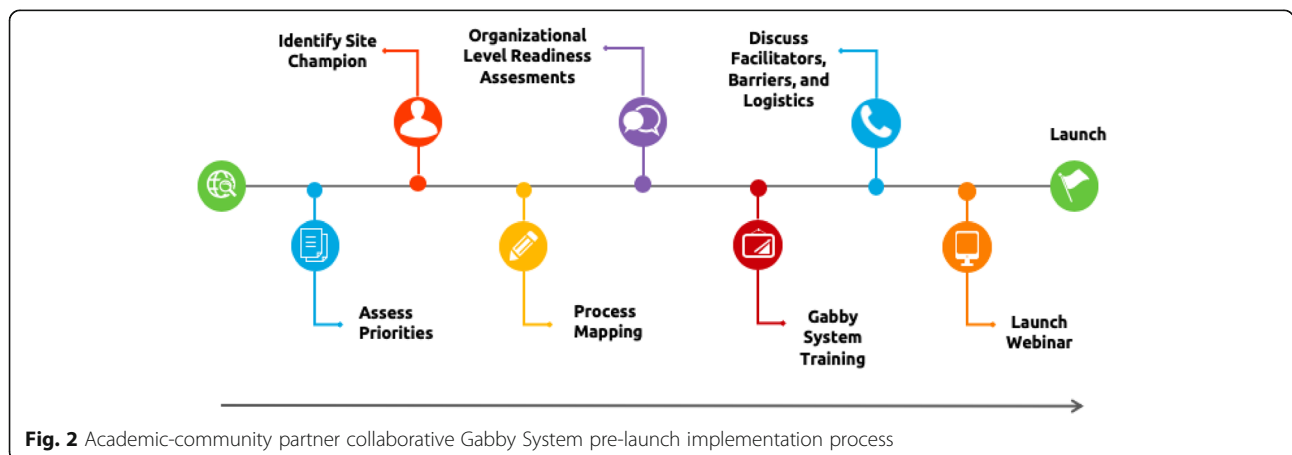 Identify Site
Champion
Organizational
Level Readiness
Assesments
Discuss
Facilitators,
Barriers, and
Logistics
Launch
Assess
Priorities
Process
Mapping
Gabby
System
Training
Launch
Webinar
Fig. 2 Academic-community partner collaborative Gabby System pre-launch implementation process